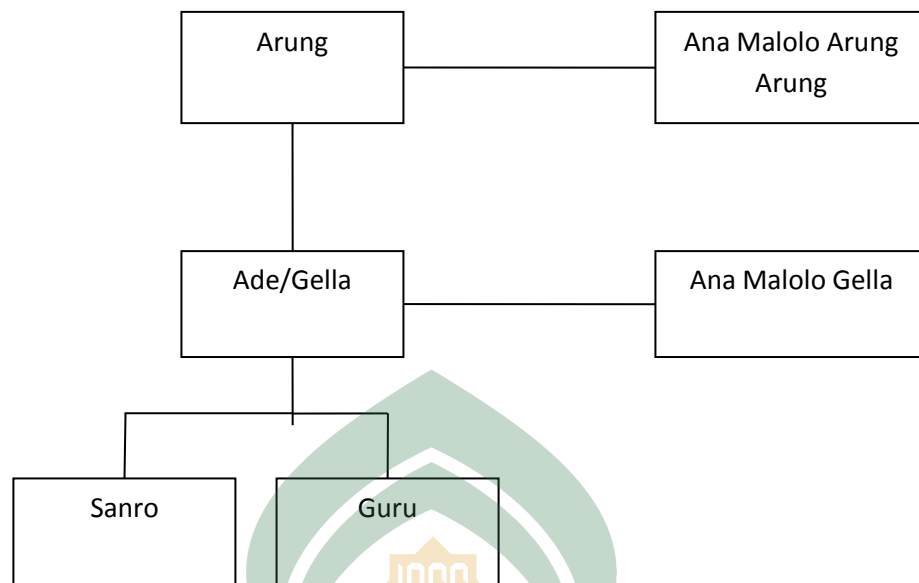 Arung
Ana Malolo Arung
Arung
Ade/Gella
Ana Malolo Gella
Sanro
Guru